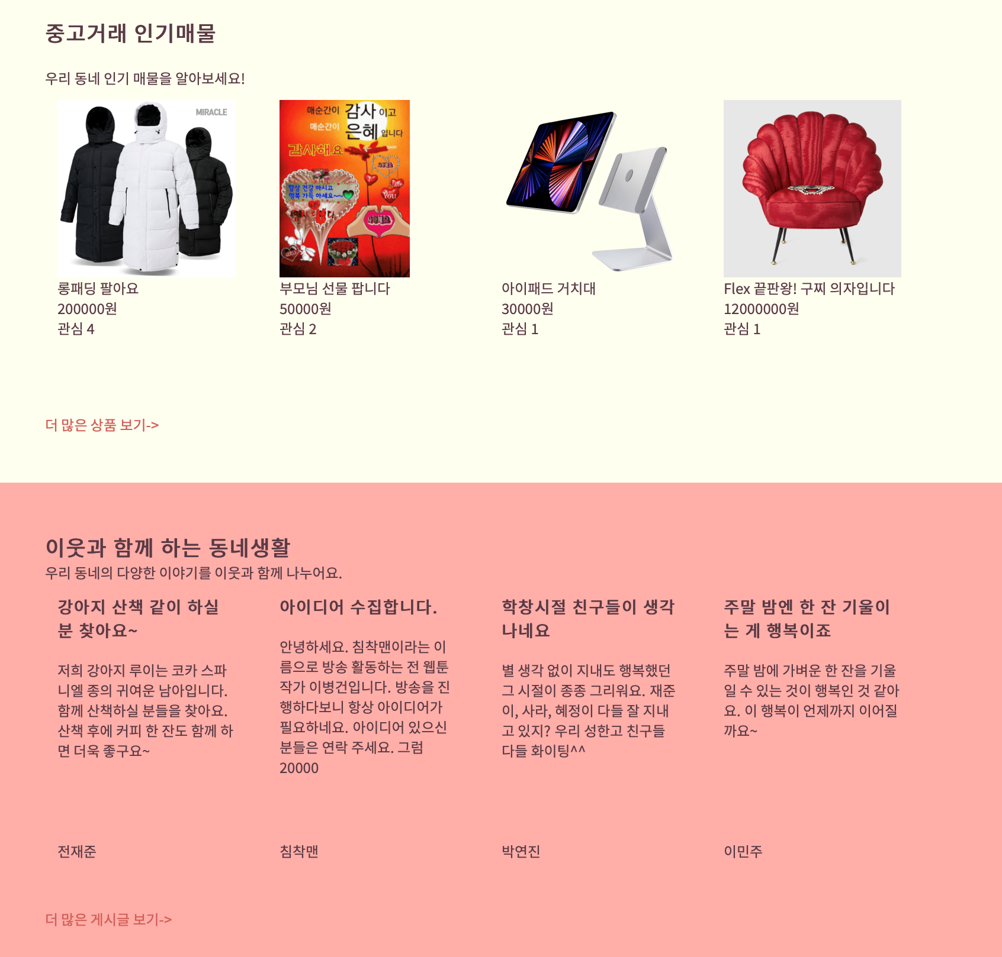 중고거래 인기매물
우리 동네 인기 매물을 알아보세요!
MIRACLE
매순간이 감사 이고
매순간이 은혜 입니다
감사해요
항상 건강 하시고
행복 가득 하세요~~
롱패딩 팔아요
200000원
관심 4
부모님 선물 팝니다
50000원
관심 2
아이패드 거치대
30000원
관심 1
Flex 끝판왕! 구찌 의자입니다
12000000원
관심 1
더 많은 상품 보기->
이웃과 함께 하는 동네생활
우리 동네의 다양한 이야기를 이웃과 함께 나누어요.
강아지 산책 같이 하실
분 찾아요~
저희 강아지 루이는 코카 스파
니엘 종의 귀여운 남아입니다.
함께 산책하실 분들을 찾아요.
산책 후에 커피 한 잔도 함께 하
면 더욱 좋구요~
전재준
아이디어 수집합니다.
안녕하세요. 침착맨이라는 이
름으로 방송 활동하는 전 웹툰
작가 이병건입니다. 방송을 진
행하다보니 항상 아이디어가
필요하네요. 아이디어 있으신
분들은 연락 주세요. 그럼
20000
침착맨
학창시절 친구들이 생각
나네요
별 생각 없이 지내도 행복했던
그 시절이 종종 그리워요. 재준
이, 사라, 혜정이 다들 잘 지내
고 있지? 우리 성한고 친구들
다들 화이팅^^
박연진
주말 밤엔 한 잔 기울이
는 게 행복이죠
주말 밤에 가벼운 한 잔을 기울
일 수 있는 것이 행복인 것 같아
요. 이 행복이 언제까지 이어질
까요~
이민주
더 많은 게시글 보기->